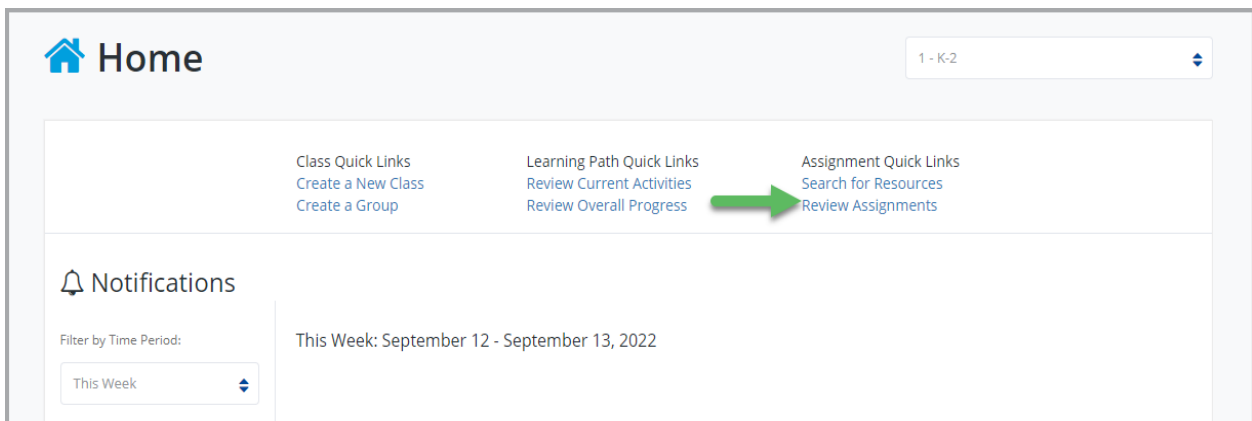 Home
1 - K-2
Class Quick Links
Create a New Class
Create a Group
Learning Path Quick Links
Review Current Activities
Review Overall Progress
Assignment Quick Links
Search for Resources
Review Assignments
Notifications
Filter by Time Period:
This Week
This Week: September 12 - September 13, 2022